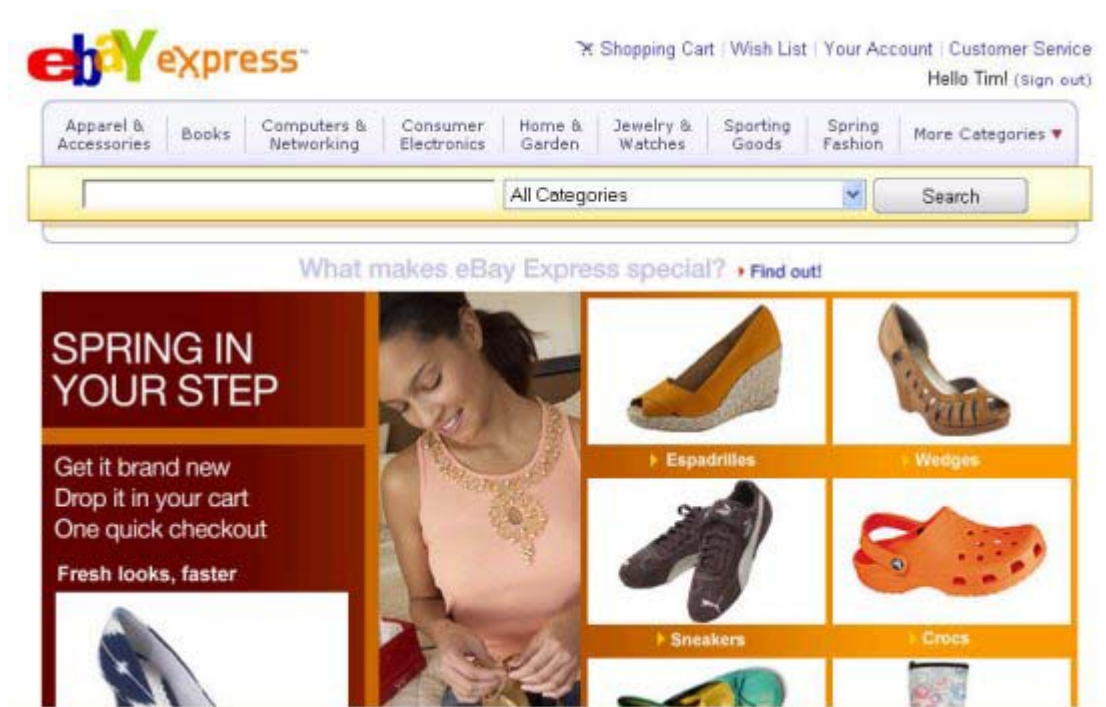 ebaY express™
Shopping Cart | Wish List | Your Account | Customer Service
Hello Tim! (sign out)
Apparel &
Accessories
Books
Computers &
Networking
Consumer
Electronics
Home &
Garden
Jewelry &
Watches
Sporting
Goods
Spring
Fashion
More Categories
All Categories
Search
What makes eBay Express special? Find out!
SPRING IN
YOUR STEP
Get it brand new
Drop it in your cart
One quick checkout
Fresh looks, faster
Espadrilles
Wedges
Sneakers
Crocs